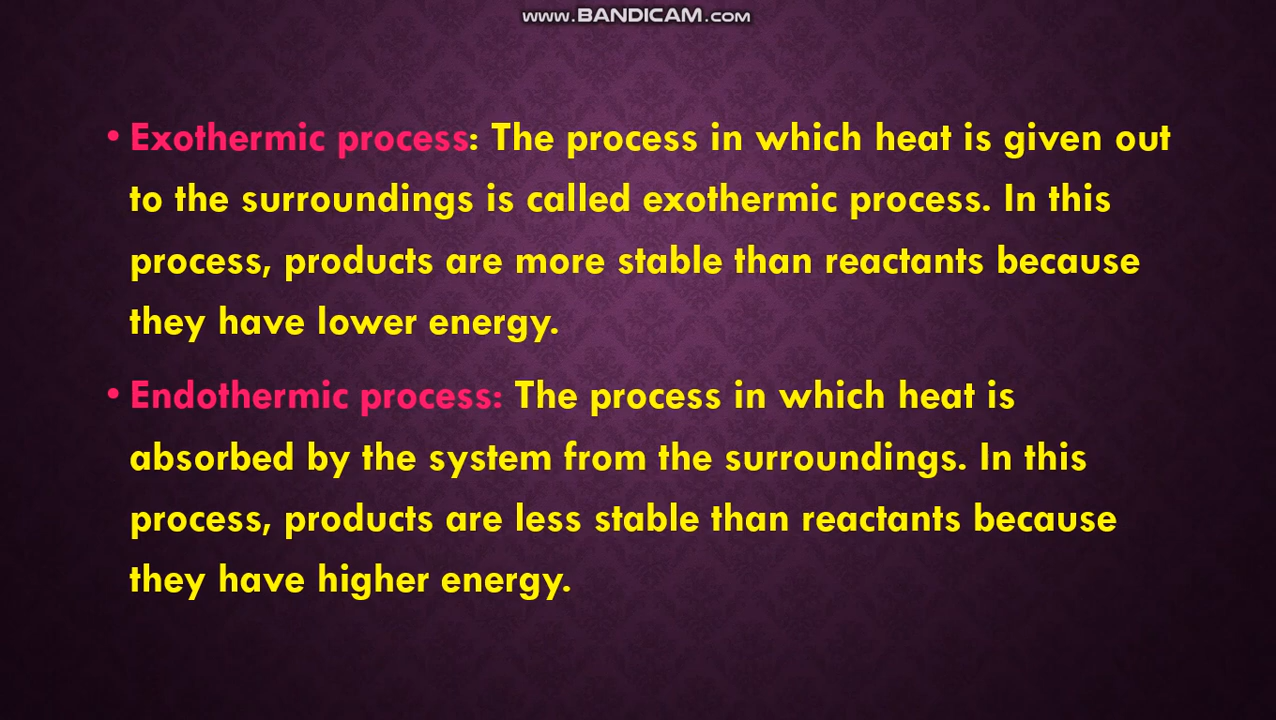 www.BANDICAM.com
• Exothermic process: The process in which heat is given out
to the surroundings is called exothermic process. In this
process, products are more stable than reactants because
they have lower energy.
• Endothermic process: The process in which heat is
absorbed by the system from the surroundings. In this
process, products are less stable than reactants because
they have higher energy.